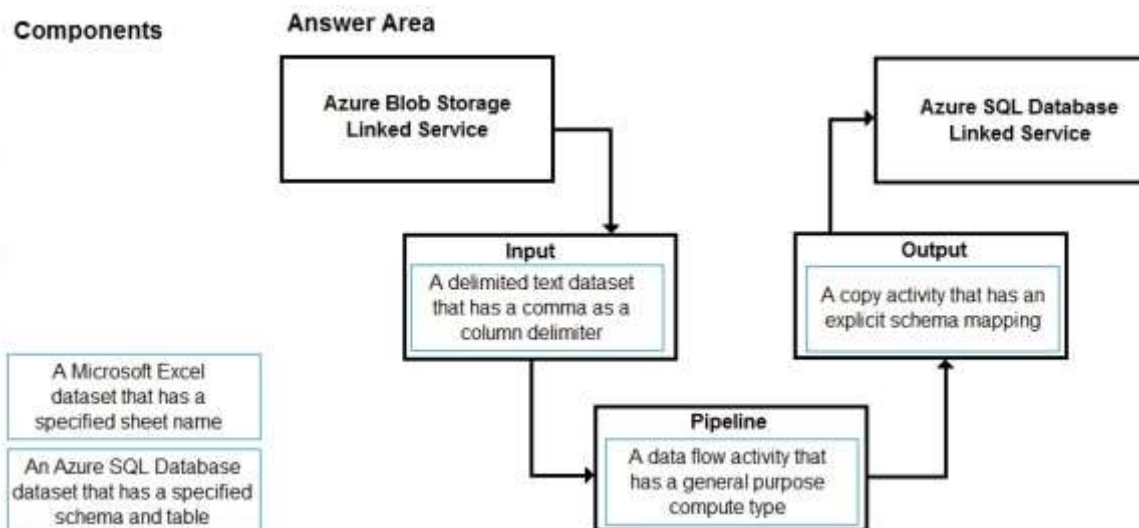 Components
Answer Area
Azure Blob Storage
Linked Service
Azure SQL Database
Linked Service
Input
A delimited text dataset
that has a comma as a
column delimiter
Output
A copy activity that has an
explicit schema mapping
A Microsoft Excel
dataset that has a
specified sheet name
An Azure SQL Database
dataset that has a specified
schema and table
Pipeline
A data flow activity that
has a general purpose
compute type